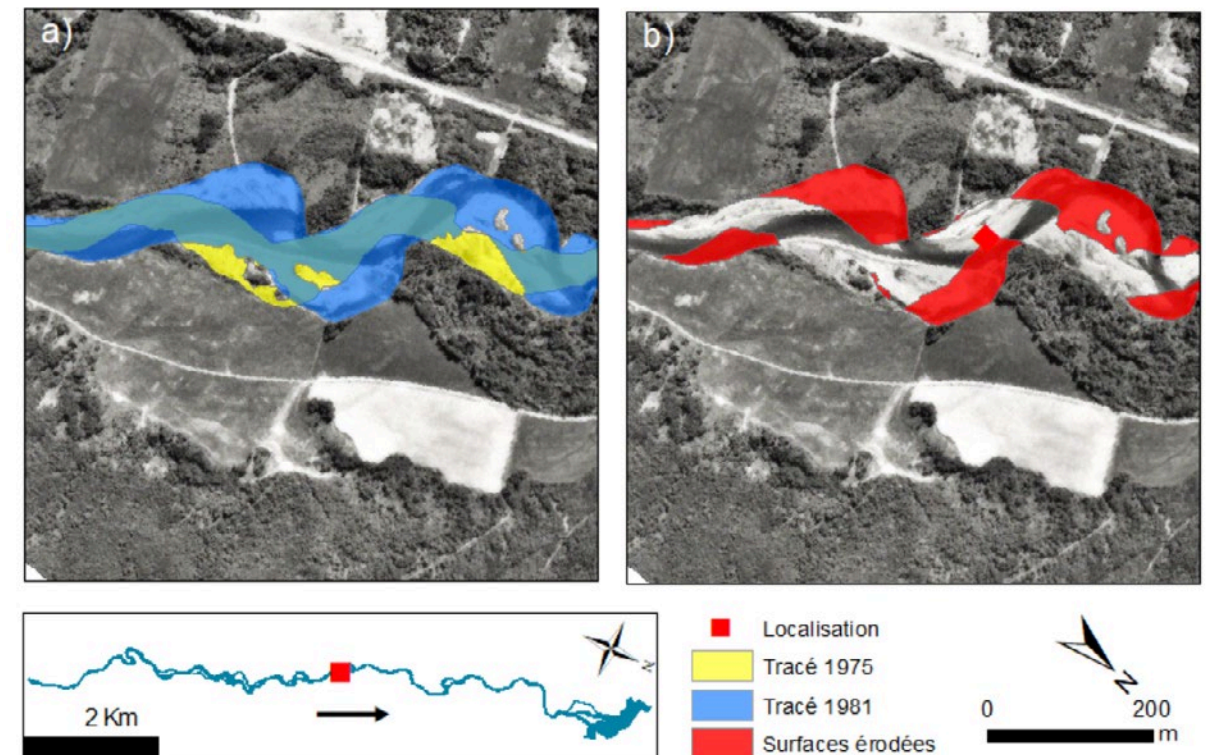 a)
b)
N
2 Km
Localisation
Tracé 1975
Tracé 1981
Surfaces érodées
N
0 200
m